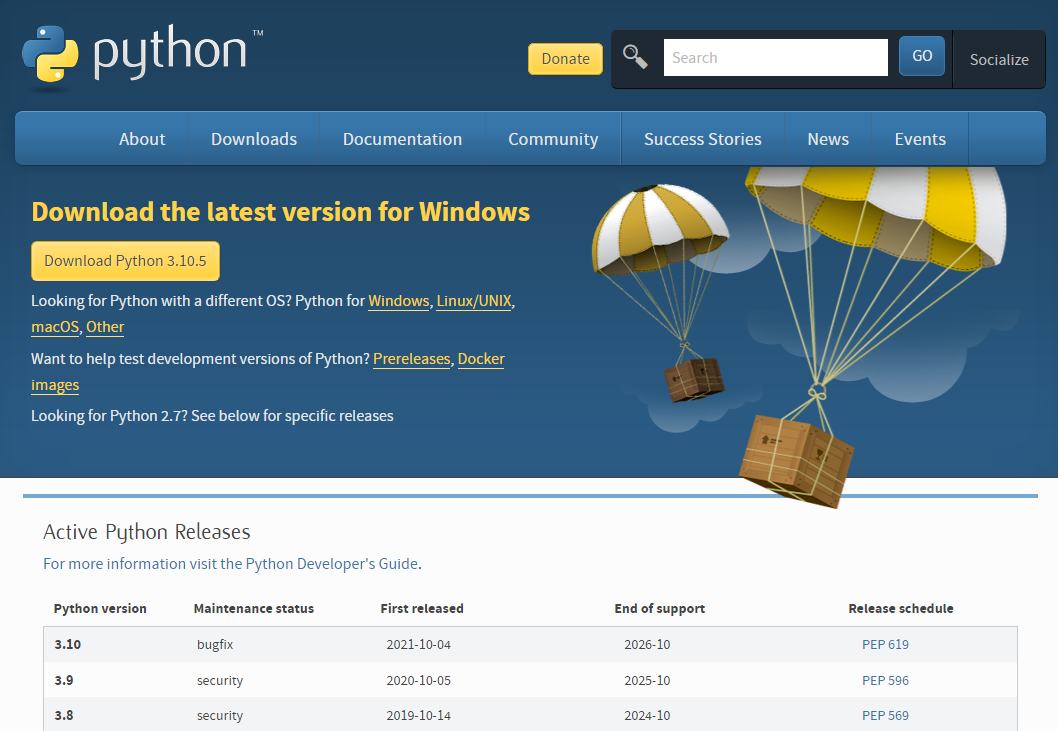 python™
Donate
Search
GO
Socialize
About Downloads Documentation Community Success Stories News Events
Download the latest version for Windows
Download Python 3.10.5
Looking for Python with a different OS? Python for Windows, Linux/UNIX,
macOS, Other
Want to help test development versions of Python? Prereleases, Docker
images
Looking for Python 2.7? See below for specific releases
Active Python Releases
For more information visit the Python Developer's Guide.
Python version Maintenance status First released End of support Release schedule
3.10 bugfix 2021-10-04 2026-10 PEP 619
3.9 security 2020-10-05 2025-10 PEP 596
3.8 security 2019-10-14 2024-10 PEP 569